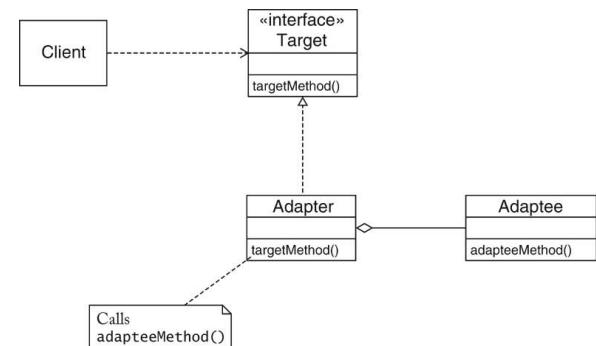 Client
«interface»
Target
targetMethod()
Adapter
targetMethod()
Adaptee
adapteeMethod()
Calls
adapteeMethod()